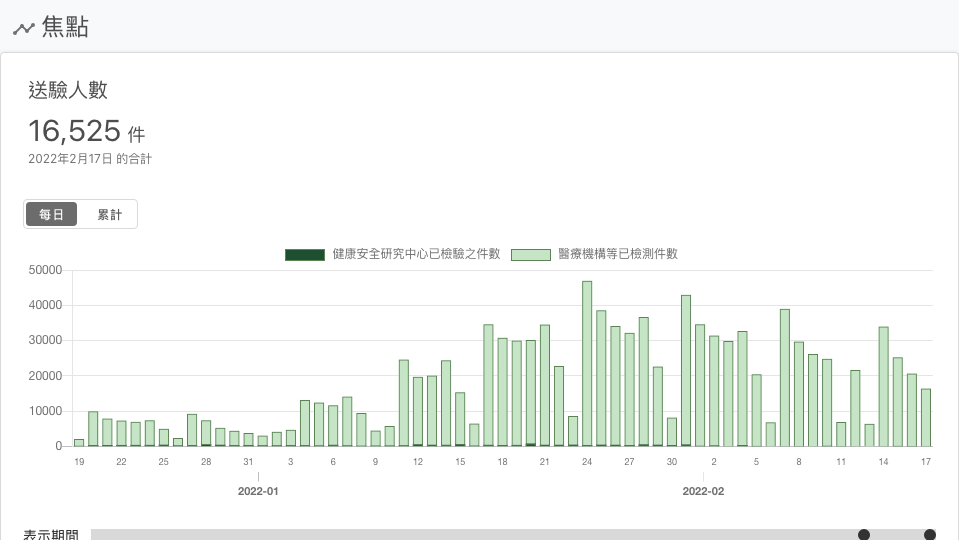 焦點
送驗人數
16,525 件
2022年2月17日 的合計
每日 累計
健康安全研究中心已檢驗之件數 醫療機構等已檢測件數
50000
40000
30000
20000
10000
0
19 22 25 28 31 3 6 9 12 15 18 21 24 27 30 2 5 8 11 14 17
2022-01 2022-02
表示期間